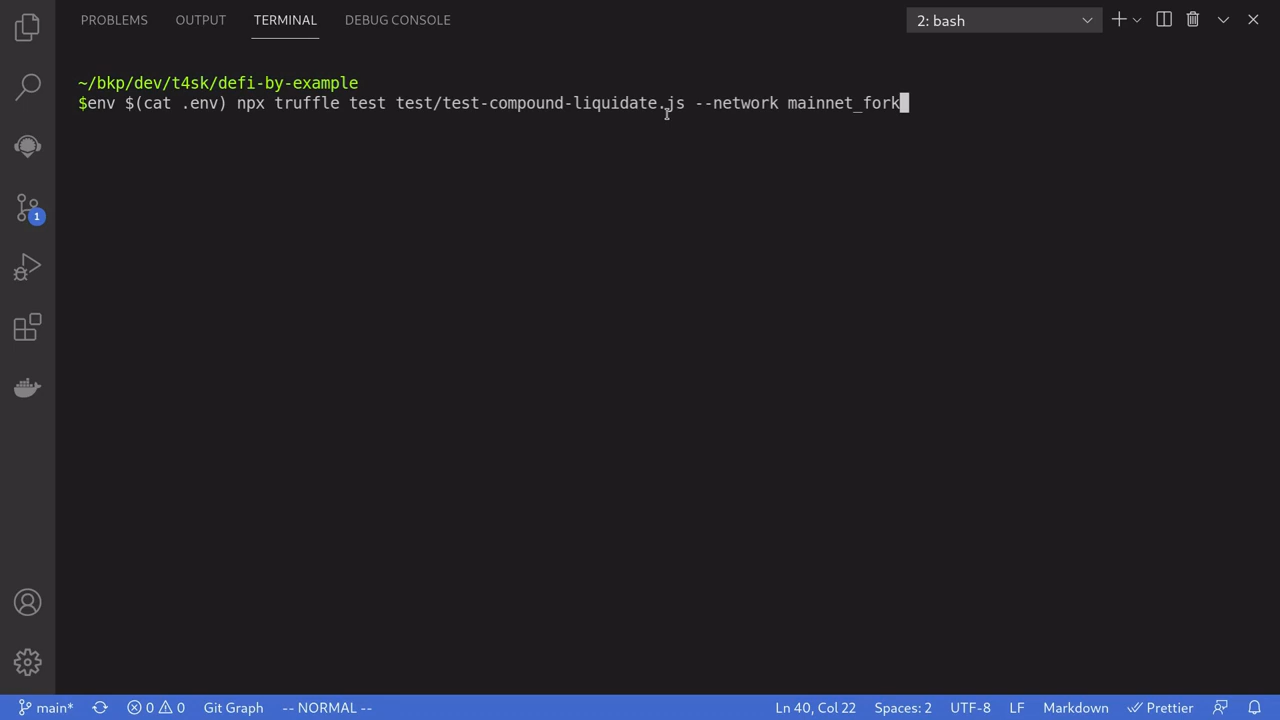 PROBLEMS OUTPUT TERMINAL DEBUG CONSOLE 2: bash
~/bkp/dev/t4sk/defi-by-example
$env $(cat .env) npx truffle test test/test-compound-liquidate.js --network mainnet_fork
1
main* 0 0 Git Graph -- NORMAL -- Ln 40, Col 22 Spaces: 2 UTF-8 LF Markdown Prettier